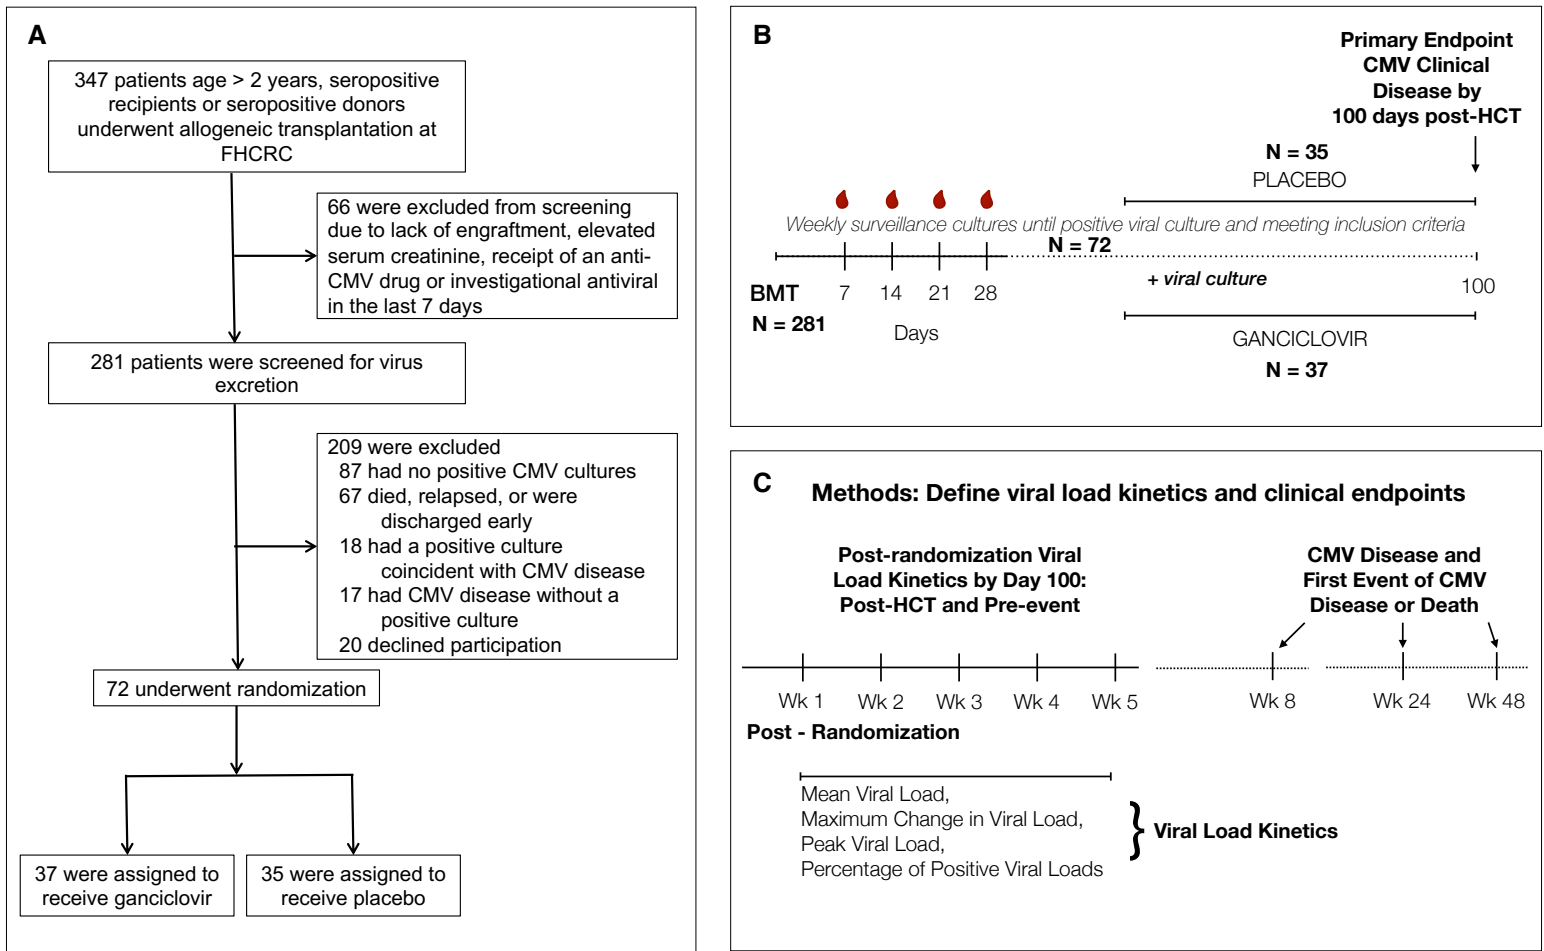 A
347 patients age > 2 years, seropositive
recipients or seropositive donors
underwent allogeneic transplantation at
FHCRC
66 were excluded from screening
due to lack of engraftment, elevated
serum creatinine, receipt of an anti-
CMV drug or investigational antiviral
in the last 7 days
281 patients were screened for virus
excretion
209 were excluded
87 had no positive CMV cultures
67 died, relapsed, or were
discharged early
18 had a positive culture
coincident with CMV disease
17 had CMV disease without a
positive culture
20 declined participation
72 underwent randomization
37 were assigned to
receive ganciclovir
35 were assigned to
receive placebo
B
Primary Endpoint
CMV Clinical
Disease by
100 days post-HCT
N = 35
PLACEBO
Weekly surveillance cultures until positive viral culture and meeting inclusion criteria
N = 72
+ viral culture
BMT 7 14 21 28 100
N = 281
Days
GANCICLOVIR
N = 37
C
Methods: Define viral load kinetics and clinical endpoints
Post-randomization Viral
Load Kinetics by Day 100:
Post-HCT and Pre-event
CMV Disease and
First Event of CMV
Disease or Death
Wk 1 Wk 2 Wk 3 Wk 4 Wk 5 Wk 8 Wk 24 Wk 48
Post - Randomization
Mean Viral Load,
Maximum Change in Viral Load,
Peak Viral Load,
Percentage of Positive Viral Loads
} Viral Load Kinetics